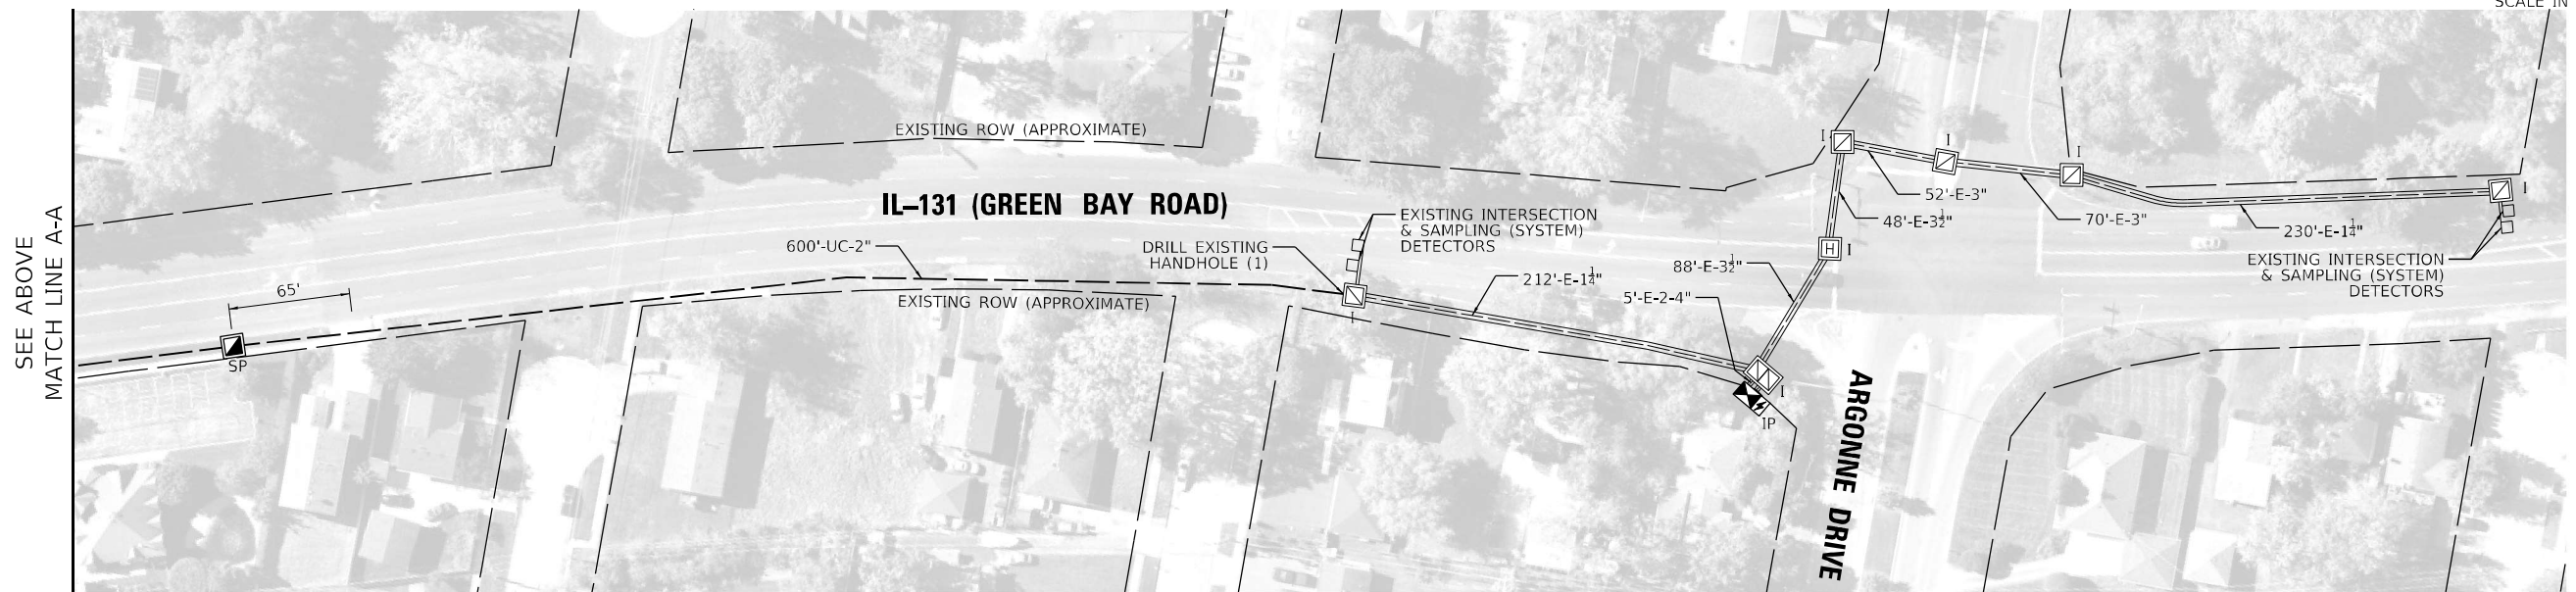 SCALE IN
SEE ABOVE
MATCH LINE A-A
EXISTING ROW (APPROXIMATE)
IL-131 (GREEN BAY ROAD)
600'-UC-2"
65'
SP
EXISTING ROW (APPROXIMATE)
DRILL EXISTING
HANDHOLE (1)
I
EXISTING INTERSECTION
& SAMPLING (SYSTEM)
DETECTORS
212'-E-1¼"
5'-E-2-4"
88'-E-3½"
48'-E-3½"
H
I
I
52'-E-3"
I
70'-E-3"
I
230'-E-1¼"
I
EXISTING INTERSECTION
& SAMPLING (SYSTEM)
DETECTORS
I
IP
ARGONNE DRIVE